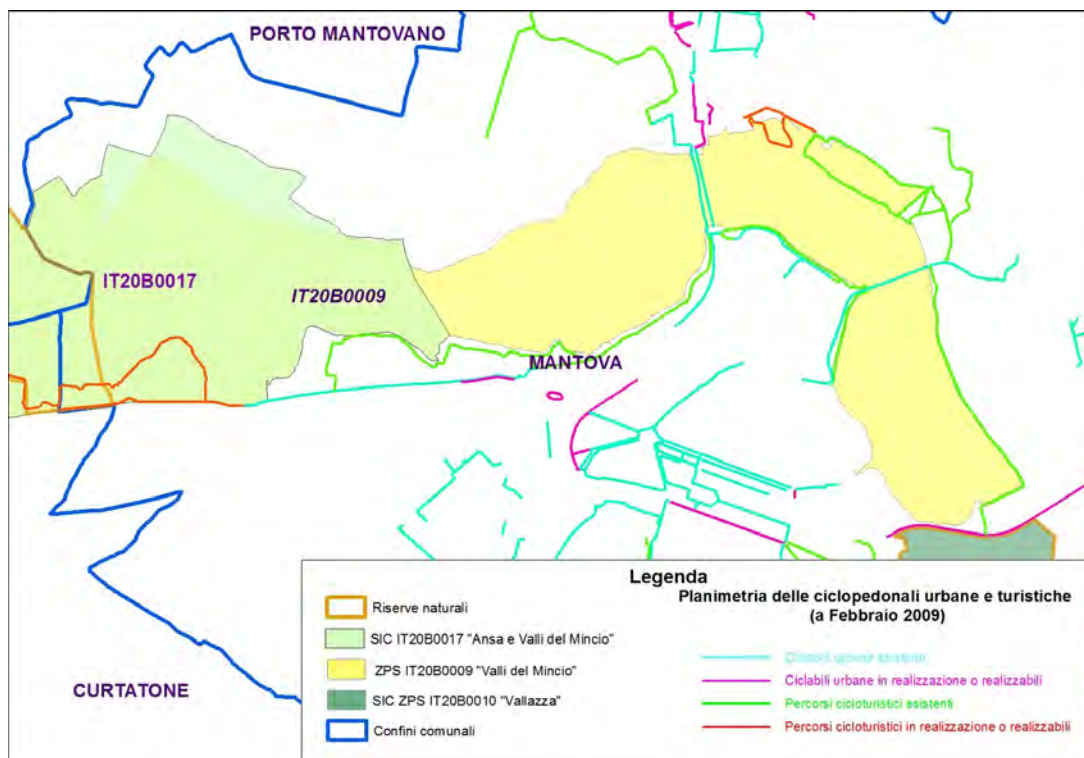 PORTO MANTOVANO
IT20B0017
IT20B0009
MANTOVA
CURTATONE
Legenda
Planimetria delle ciclopedonali urbane e turistiche
(a Febbraio 2009)
Riserve naturali
SIC IT20B0017 "Ansa e Valli del Mincio"
ZPS IT20B0009 "Valli del Mincio"
SIC ZPS IT20B0010 "Vallazza"
Confini comunali
esistenti
Ciclabili urbane in realizzazione o realizzabili
Percorsi cicloturistici esistenti
Percorsi cicloturistici in realizzazione o realizzabili